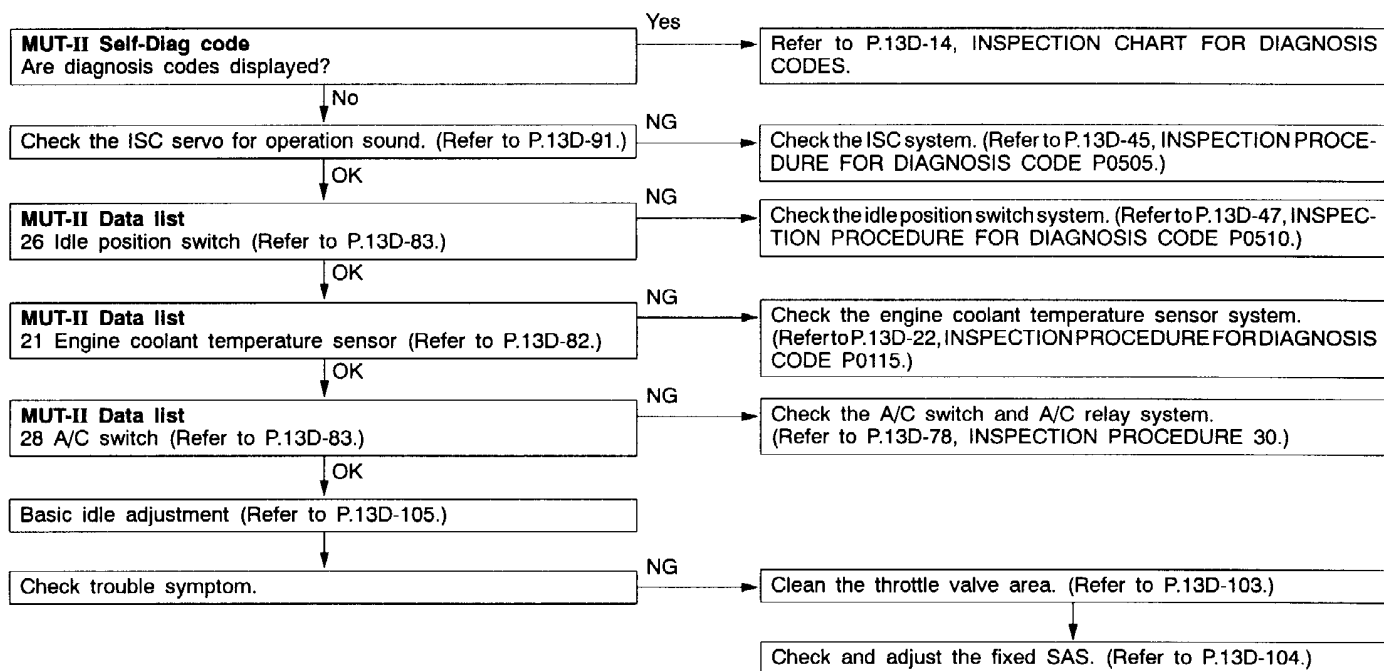 MUT-II Self-Diag code
Are diagnosis codes displayed?
Yes
Refer to P.13D-14, INSPECTION CHART FOR DIAGNOSIS
CODES.
No
Check the ISC servo for operation sound. (Refer to P.13D-91.)
NG
Check the ISC system. (Refer to P.13D-45, INSPECTION PROCE-
DURE FOR DIAGNOSIS CODE P0505.)
OK
MUT-II Data list
26 Idle position switch (Refer to P.13D-83.)
NG
Check the idle position switch system. (Refer to P.13D-47, INSPEC-
TION PROCEDURE FOR DIAGNOSIS CODE P0510.)
OK
MUT-II Data list
21 Engine coolant temperature sensor (Refer to P.13D-82.)
NG
Check the engine coolant temperature sensor system.
(Refer to P.13D-22, INSPECTION PROCEDURE FOR DIAGNOSIS
CODE P0115.)
OK
MUT-II Data list
28 A/C switch (Refer to P.13D-83.)
NG
Check the A/C switch and A/C relay system.
(Refer to P.13D-78, INSPECTION PROCEDURE 30.)
OK
Basic idle adjustment (Refer to P.13D-105.)
Check trouble symptom.
NG
Clean the throttle valve area. (Refer to P.13D-103.)
Check and adjust the fixed SAS. (Refer to P.13D-104.)